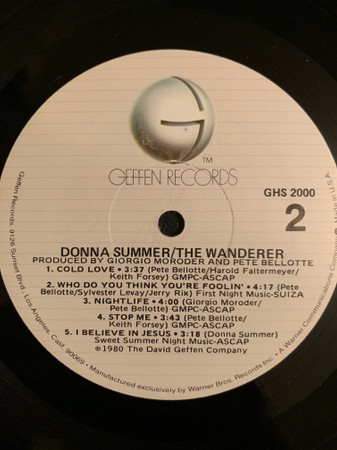 TM
GEFFEN RECORDS
GHS 2000
2
DONNA SUMMER/THE WANDERER
PRODUCED BY GIORGIO MORODER AND PETE BELLOTTE
1. COLD LOVE • 3:37 (Pete Bellotte/Harold Faltermeyer/
Keith Forsey) GMPC-ASCAP
2. WHO DO YOU THINK YOU'RE FOOLIN' • 4:17 (Pete
Bellotte/Sylvester Levay/Jerry Rix) First Night Music-SUIZA
3. NIGHTLIFE • 4:00 (Giorgio Moroder/
Pete Bellotte) GMPC-ASCAP
4. STOP ME • 3:43 (Pete Bellotte/
Keith Forsey) GMPC-ASCAP
5. I BELIEVE IN JESUS • 3:18 (Donna Summer)
Sweet Summer Night Music-ASCAP
℗1980 The David Geffen Company
Geffen Records, 9126 Sunset Blvd., Los Angeles, Calif. 90069 • Manufactured exclusively by Warner Bros. Records Inc. • A Warner Communications Company • Made in U.S.A.